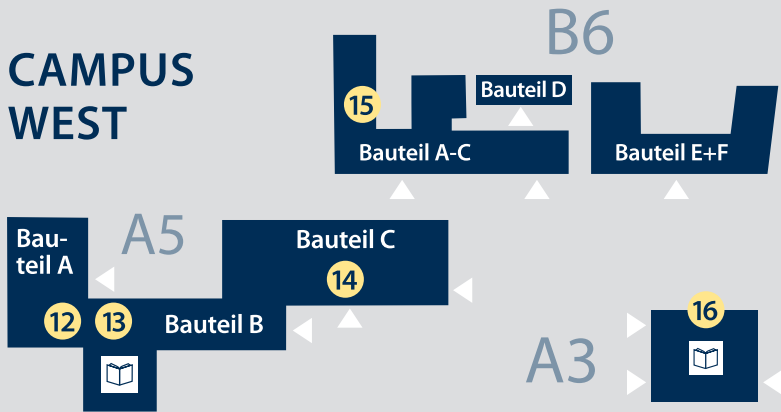 CAMPUS
WEST
B6
15
Bauteil D
Bauteil A-C
Bauteil E+F
A5
Bau-
teil A
Bauteil C
14
12
13
Bauteil B
A3
16